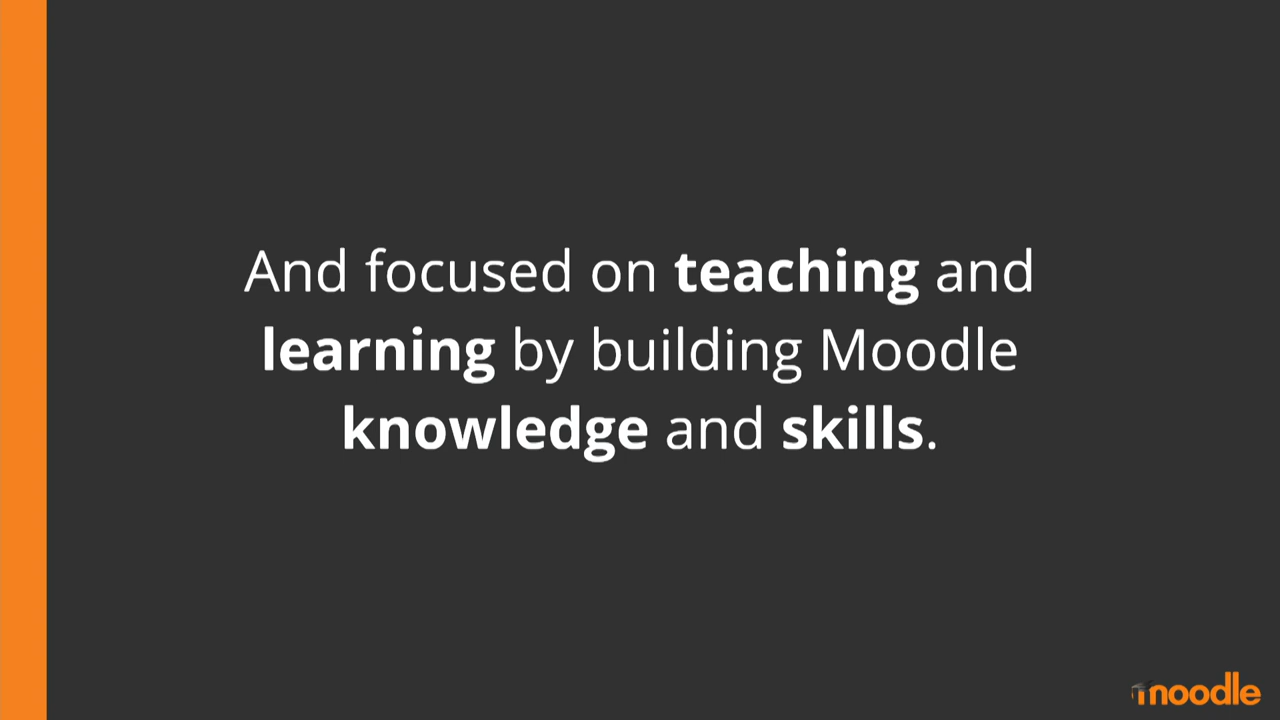 And focused on teaching and
learning by building Moodle
knowledge and skills.
moodle